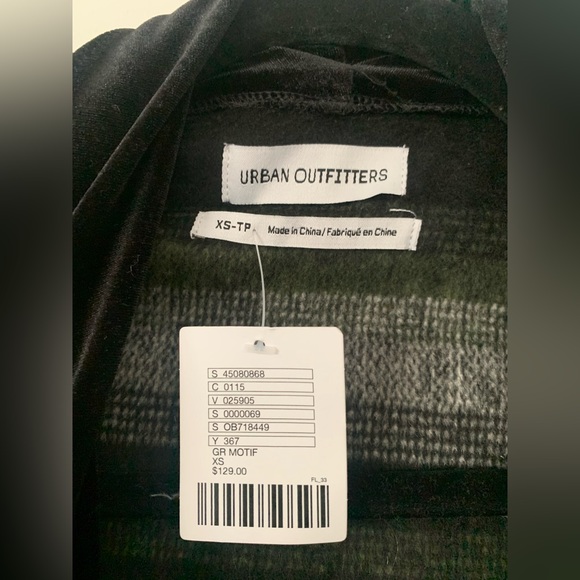 URBAN OUTFITTERS
XS-TP Made in China/Fabriqué en Chine
S 45080868
C 0115
V 025905
S 0000069
S OB718449
Y 367
GR MOTIF
XS
$129.00
FL_33